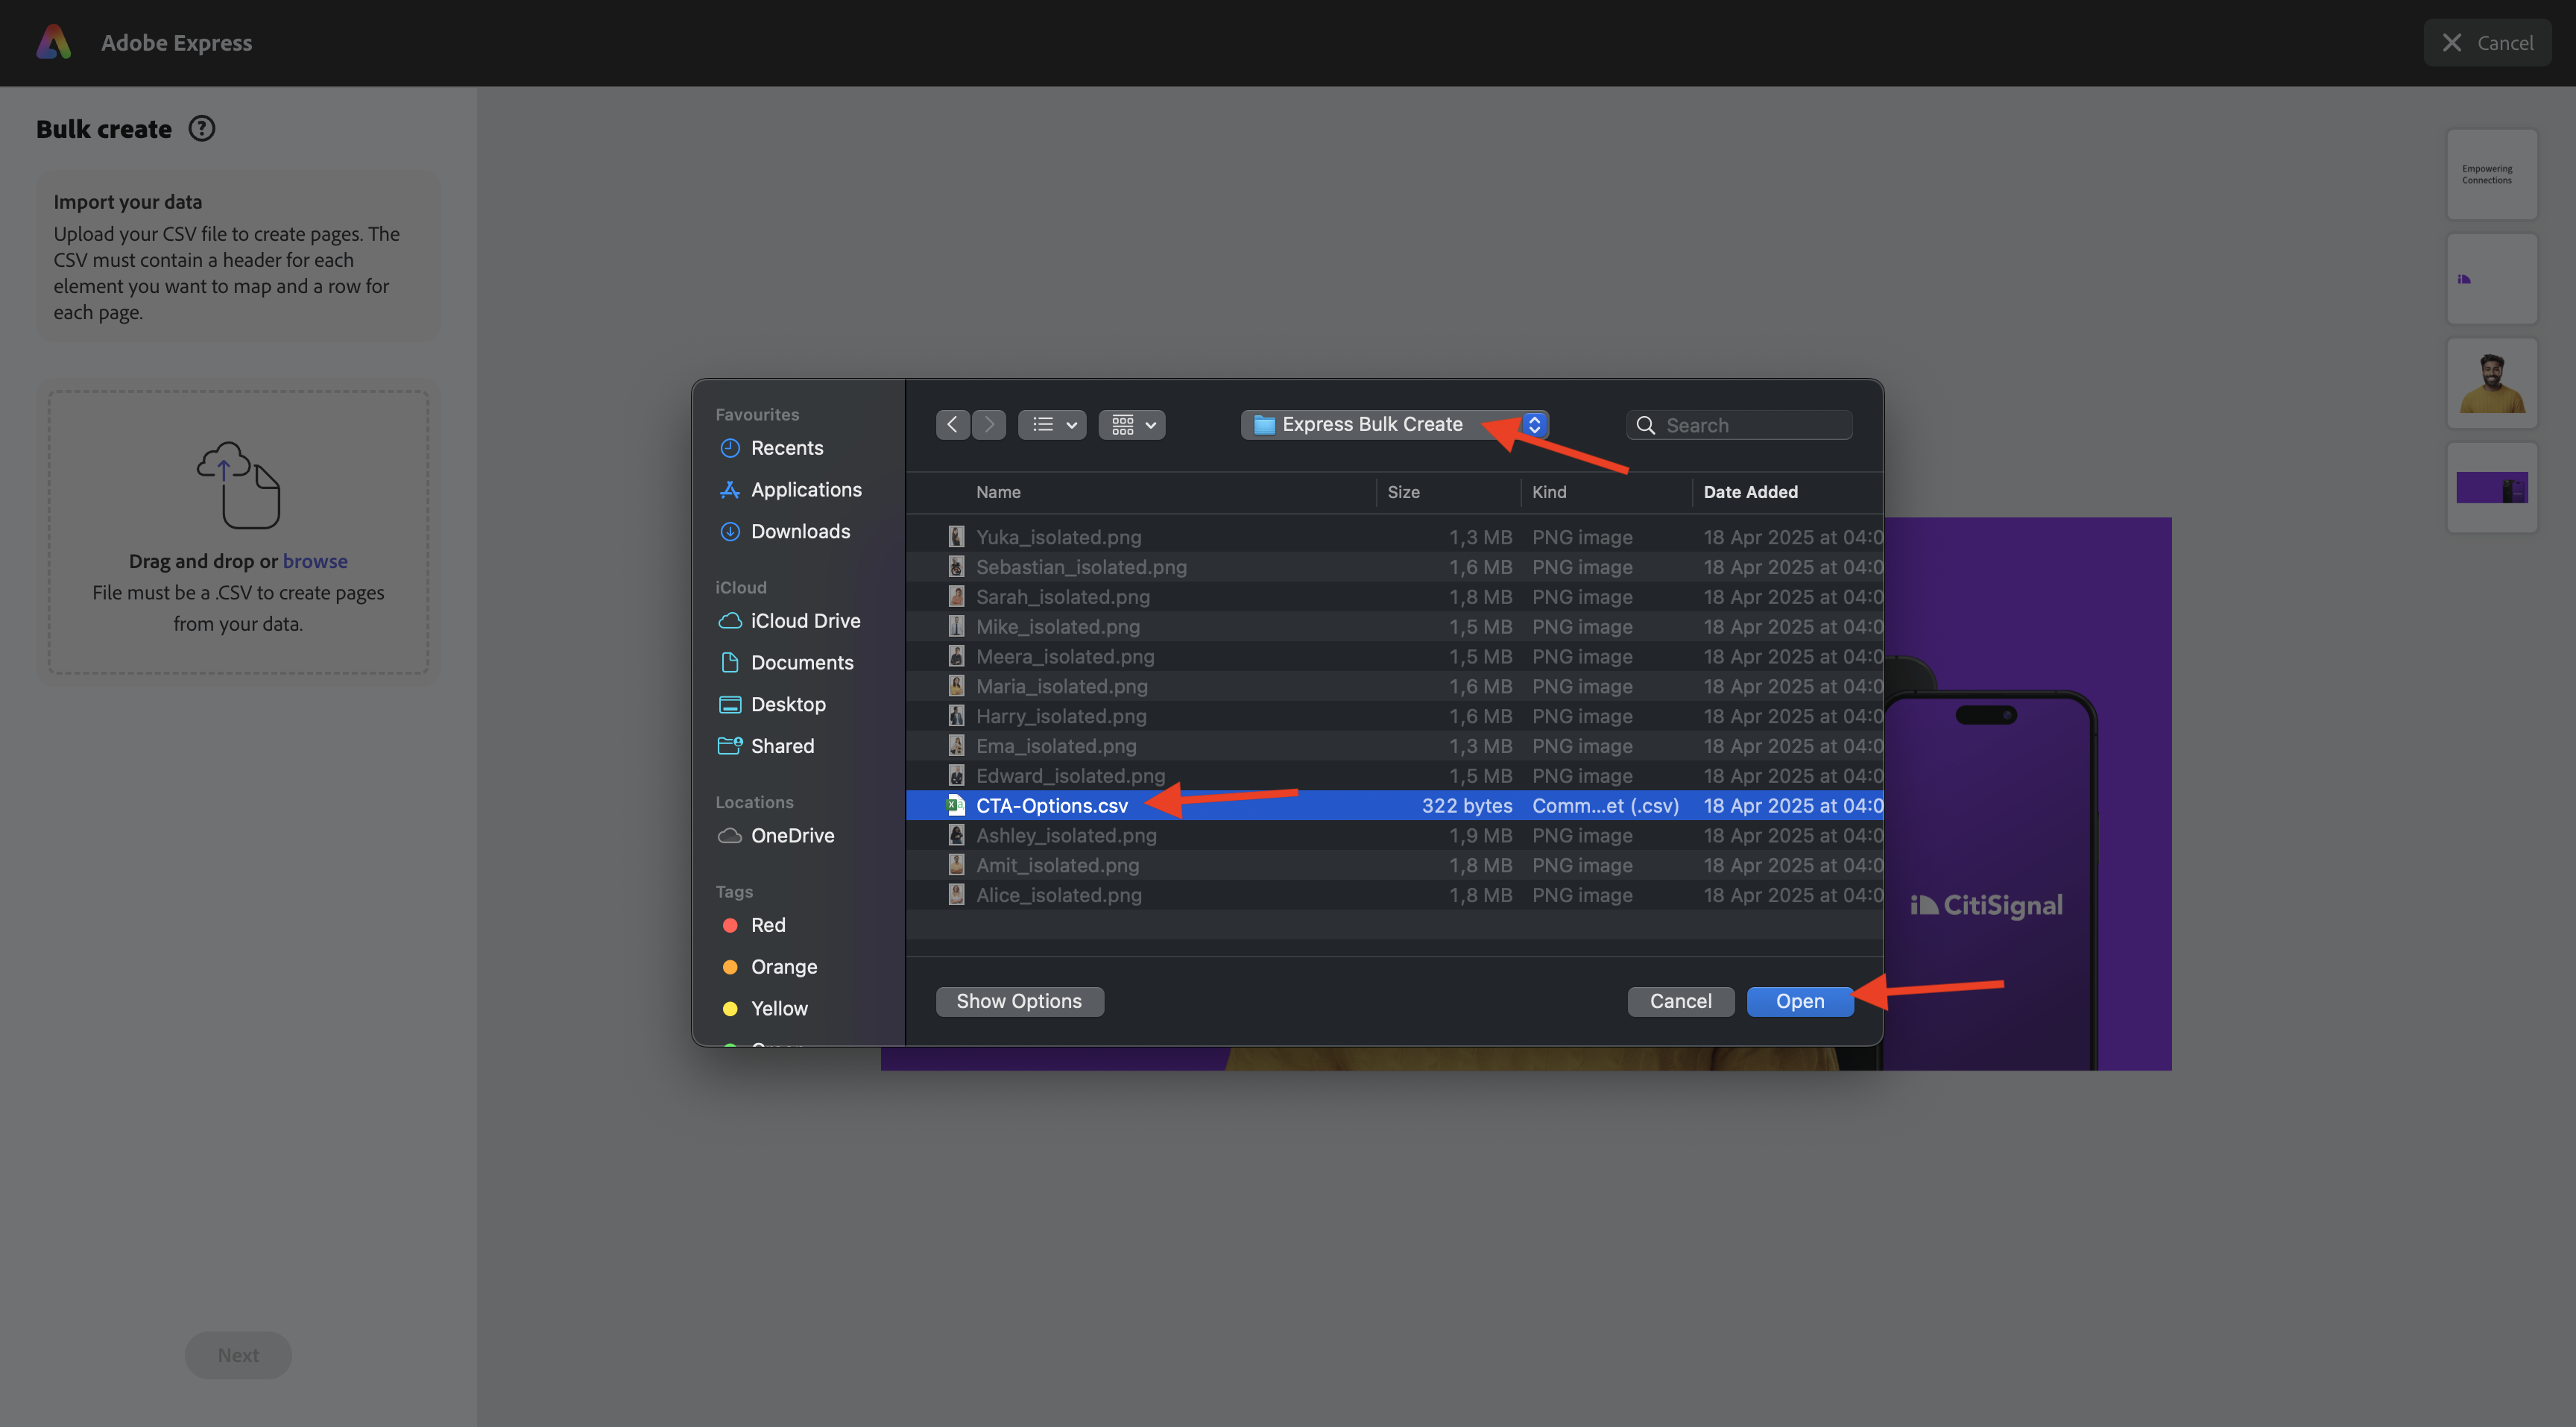 Adobe Express
Cancel
Bulk create
Import your data
Upload your CSV file to create pages. The
CSV must contain a header for each
element you want to map and a row for
each page.
Drag and drop or browse
File must be a .CSV to create pages
from your data.
Next
Favourites
Recents
Applications
Downloads
iCloud
iCloud Drive
Documents
Desktop
Shared
Locations
OneDrive
Tags
Red
Orange
Yellow
Express Bulk Create
Search
Name Size Kind Date Added
Yuka_isolated.png 1,3 MB PNG image 18 Apr 2025 at 04:0
Sebastian_isolated.png 1,6 MB PNG image 18 Apr 2025 at 04:0
Sarah_isolated.png 1,8 MB PNG image 18 Apr 2025 at 04:0
Mike_isolated.png 1,5 MB PNG image 18 Apr 2025 at 04:0
Meera_isolated.png 1,5 MB PNG image 18 Apr 2025 at 04:0
Maria_isolated.png 1,6 MB PNG image 18 Apr 2025 at 04:0
Harry_isolated.png 1,6 MB PNG image 18 Apr 2025 at 04:0
Ema_isolated.png 1,3 MB PNG image 18 Apr 2025 at 04:0
Edward_isolated.png 1,5 MB PNG image 18 Apr 2025 at 04:0
CTA-Options.csv 322 bytes Comm...et (.csv) 18 Apr 2025 at 04:0
Ashley_isolated.png 1,9 MB PNG image 18 Apr 2025 at 04:0
Amit_isolated.png 1,8 MB PNG image 18 Apr 2025 at 04:0
Alice_isolated.png 1,8 MB PNG image 18 Apr 2025 at 04:0
Show Options
Cancel
Open
CitiSignal
Empowering
Connections